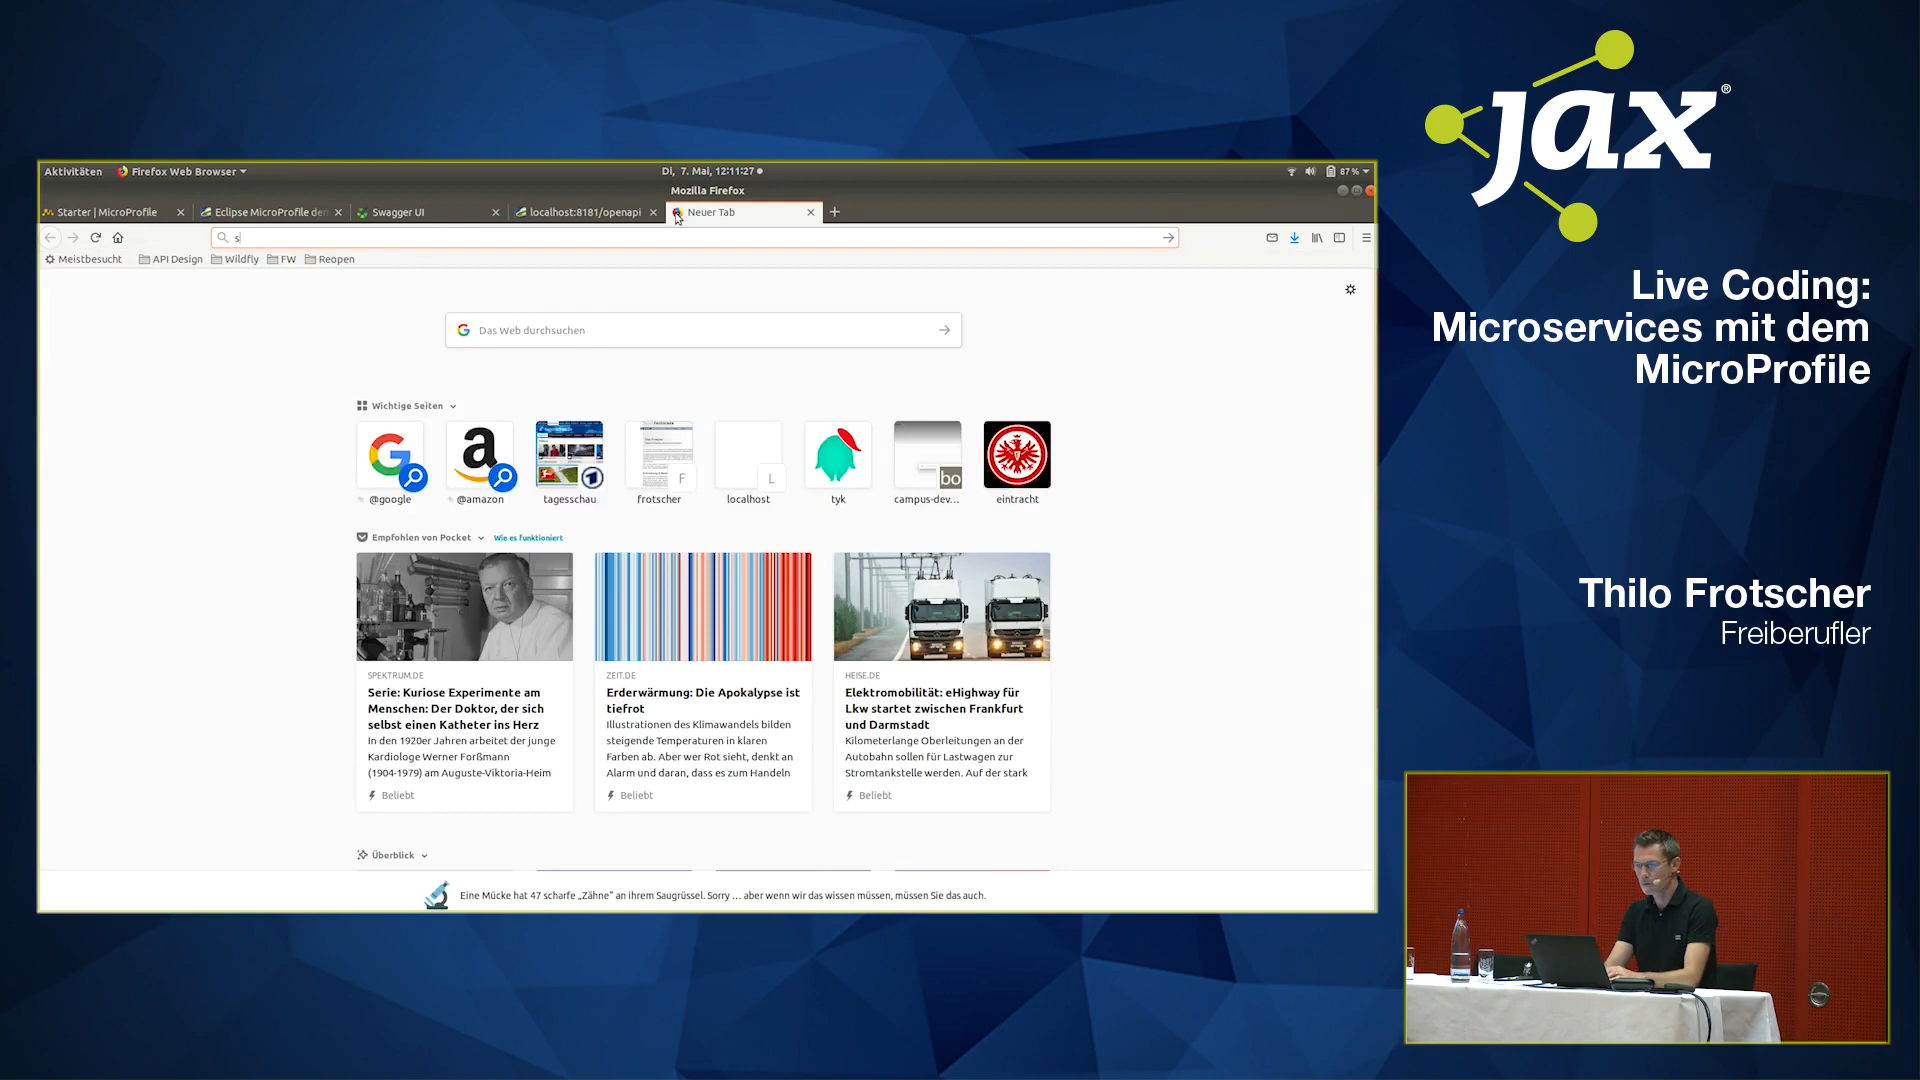 Aktivitäten
Firefox Web Browser
Di, 7. Mai, 12:11:27
87 %
Mozilla Firefox
Starter | MicroProfile
Eclipse MicroProfile den
Swagger UI
localhost:8181/openapi
Neuer Tab
s
Meistbesucht
API Design
Wildfly
FW
Reopen
Das Web durchsuchen
Wichtige Seiten
F
L
bo
@google
@amazon
tagesschau
frotscher
localhost
tyk
campus-dev...
eintracht
Empfohlen von Pocket
Wie es funktioniert
SPEKTRUM.DE
Serie: Kuriose Experimente am
Menschen: Der Doktor, der sich
selbst einen Katheter ins Herz
In den 1920er Jahren arbeitet der junge
Kardiologe Werner Forßmann
(1904-1979) am Auguste-Viktoria-Heim
Beliebt
ZEIT.DE
Erderwärmung: Die Apokalypse ist
tiefrot
Illustrationen des Klimawandels bilden
steigende Temperaturen in klaren
Farben ab. Aber wer Rot sieht, denkt an
Alarm und daran, dass es zum Handeln
Beliebt
HEISE.DE
Elektromobilität: eHighway für
Lkw startet zwischen Frankfurt
und Darmstadt
Kilometerlange Oberleitungen an der
Autobahn sollen für Lastwagen zur
Stromtankstelle werden. Auf der stark
Beliebt
Überblick
Eine Mücke hat 47 scharfe „Zähne“ an ihrem Saugrüssel. Sorry … aber wenn wir das wissen müssen, müssen Sie das auch.
jax®
Live Coding:
Microservices mit dem
MicroProfile
Thilo Frotscher
Freiberufler